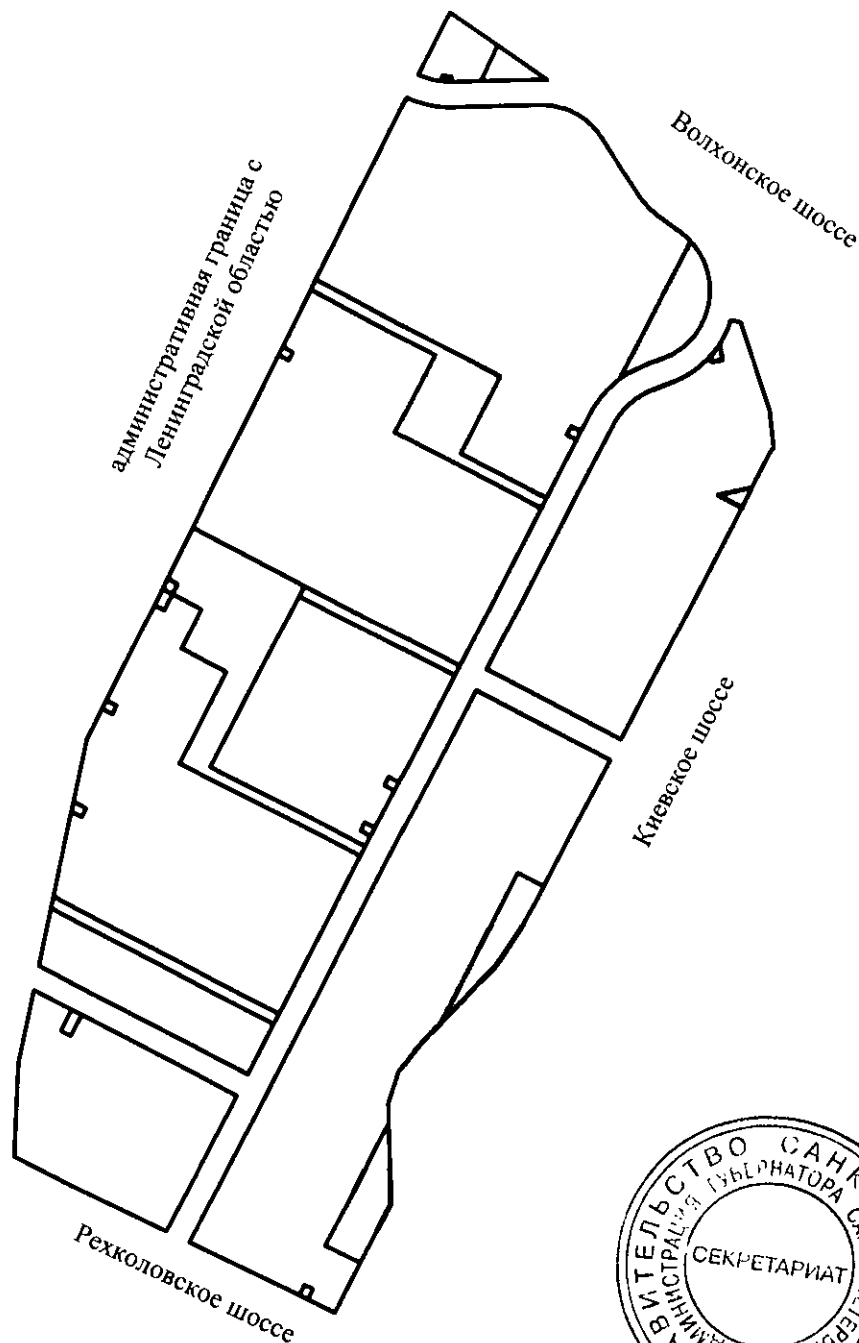 Волхонское шоссе
административная граница с
Ленинградской областью
Киевское шоссе
Рехколовское шоссе
СЕКРЕТАРИАТ